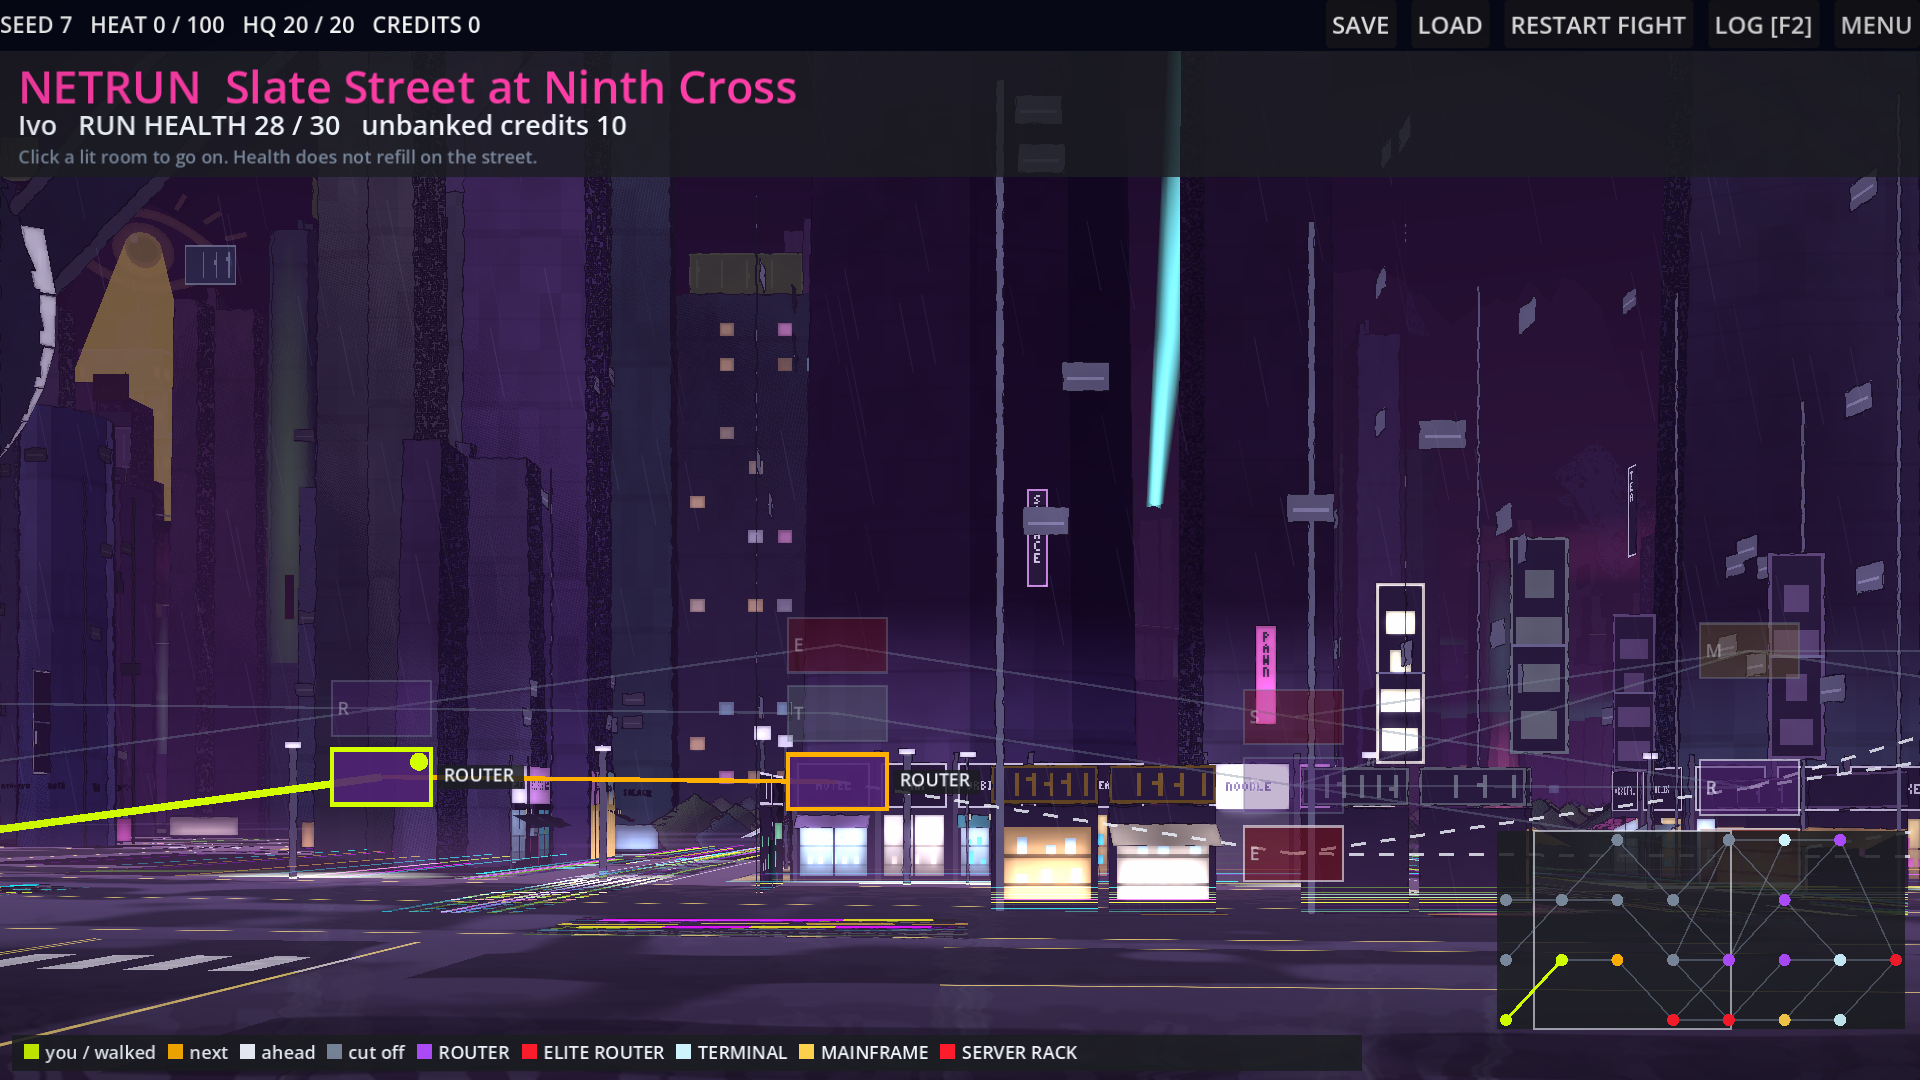 SEED 7 HEAT 0 / 100 HQ 20 / 20 CREDITS 0
SAVE LOAD RESTART FIGHT LOG [F2] MENU
NETRUN Slate Street at Ninth Cross
Ivo RUN HEALTH 28 / 30 unbanked credits 10
Click a lit room to go on. Health does not refill on the street.
E
PAWN
M
R
T
S
ROUTER
ROUTER
NOODLE
R
E
you / walked next ahead cut off ROUTER ELITE ROUTER TERMINAL MAINFRAME SERVER RACK